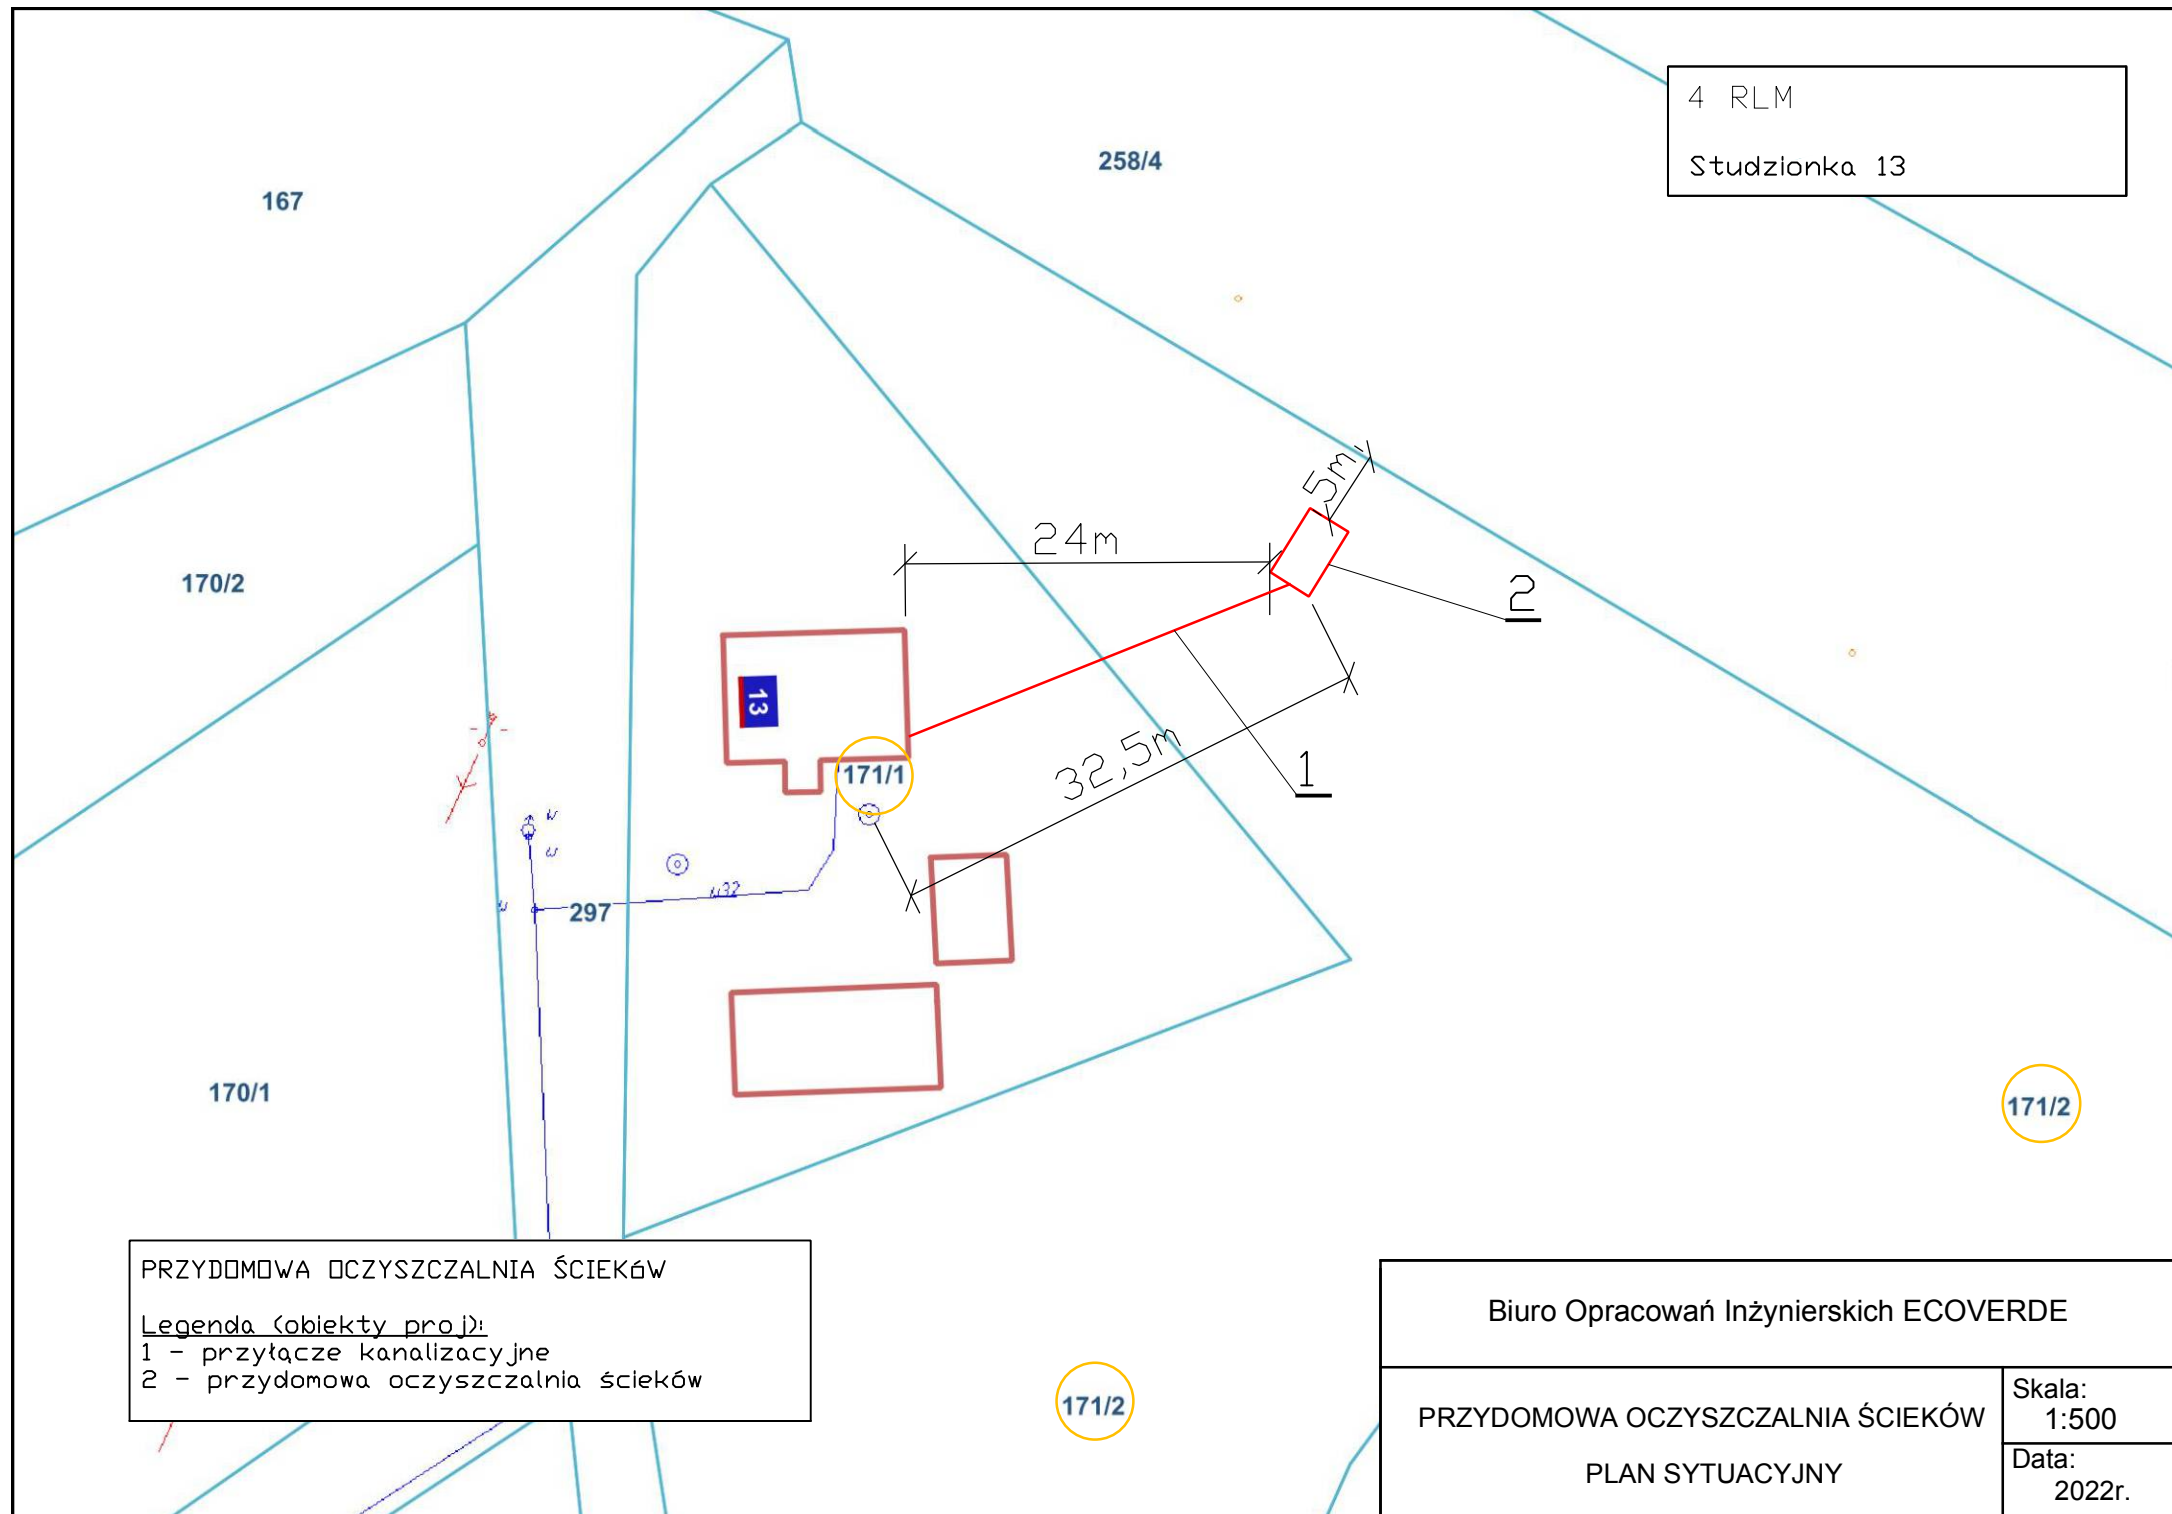 4 RLM
Studzionka 13
258/4
167
170/2
24m
5m
2
13
171/1
32,5m
1
w
w
w
w32
297
170/1
171/2
171/2
PRZYDOMOWA OCZYSZCZALNIA ŚCIEKóW
Legenda (obiekty proj):
1 - przyłącze kanalizacyjne
2 - przydomowa oczyszczalnia ścieków
Biuro Opracowań Inżynierskich ECOVERDE
PRZYDOMOWA OCZYSZCZALNIA ŚCIEKÓW
PLAN SYTUACYJNY
Skala:
1:500
Data:
2022r.